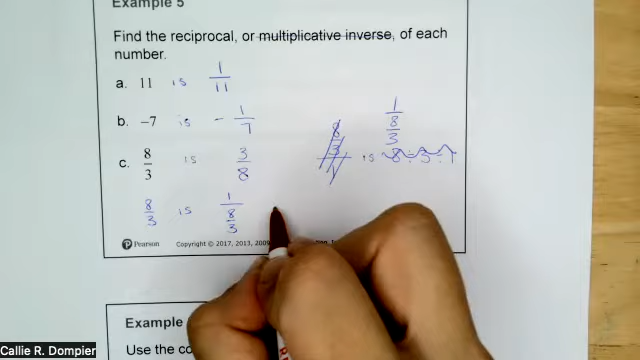 Example 5
Find the reciprocal, or multiplicative inverse, of each
number.
a. 11 is 1/11
b. −7 is − 1/7
c. 8/3 is 3/8
8/3 is 1/(8/3)
1/(8/3)
is
Pearson Copyright © 2017, 2013, 2009
Example
Use the co
Callie R. Dompier